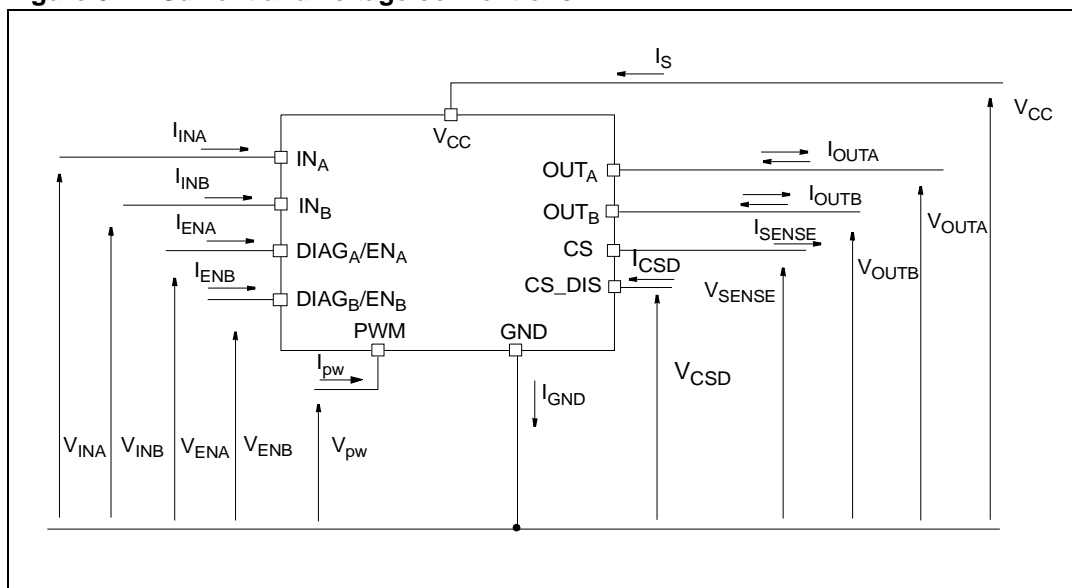 I_S
V_CC
V_CC
I_INA
IN_A
OUT_A
I_OUTA
I_INB
IN_B
OUT_B
I_OUTB
I_ENA
DIAG_A/EN_A
CS
I_SENSE
V_OUTA
I_ENB
DIAG_B/EN_B
CS_DIS
I_CSD
V_SENSE
V_OUTB
PWM
GND
I_pw
I_GND
V_CSD
V_INA
V_INB
V_ENA
V_ENB
V_pw